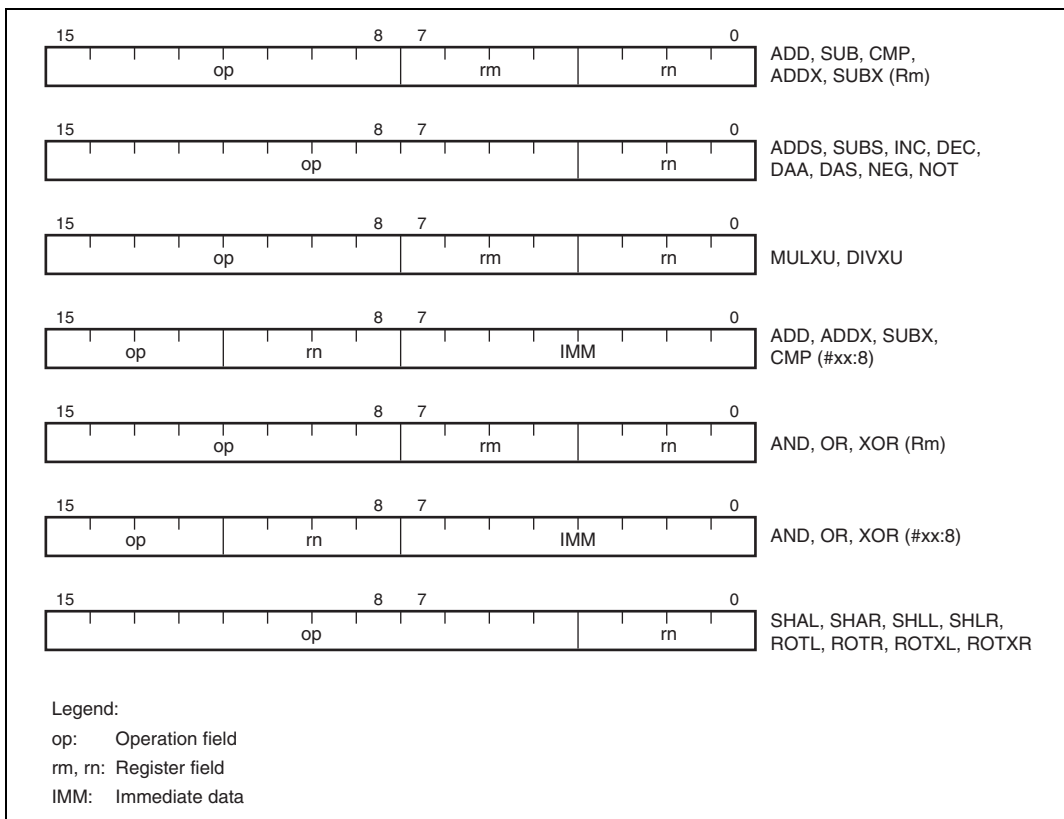 15 8 7 0
op rm rn
ADD, SUB, CMP,
ADDX, SUBX (Rm)
15 8 7 0
op rn
ADDS, SUBS, INC, DEC,
DAA, DAS, NEG, NOT
15 8 7 0
op rm rn
MULXU, DIVXU
15 8 7 0
op rn IMM
ADD, ADDX, SUBX,
CMP (#xx:8)
15 8 7 0
op rm rn
AND, OR, XOR (Rm)
15 8 7 0
op rn IMM
AND, OR, XOR (#xx:8)
15 8 7 0
op rn
SHAL, SHAR, SHLL, SHLR,
ROTL, ROTR, ROTXL, ROTXR
Legend:
op: Operation field
rm, rn: Register field
IMM: Immediate data